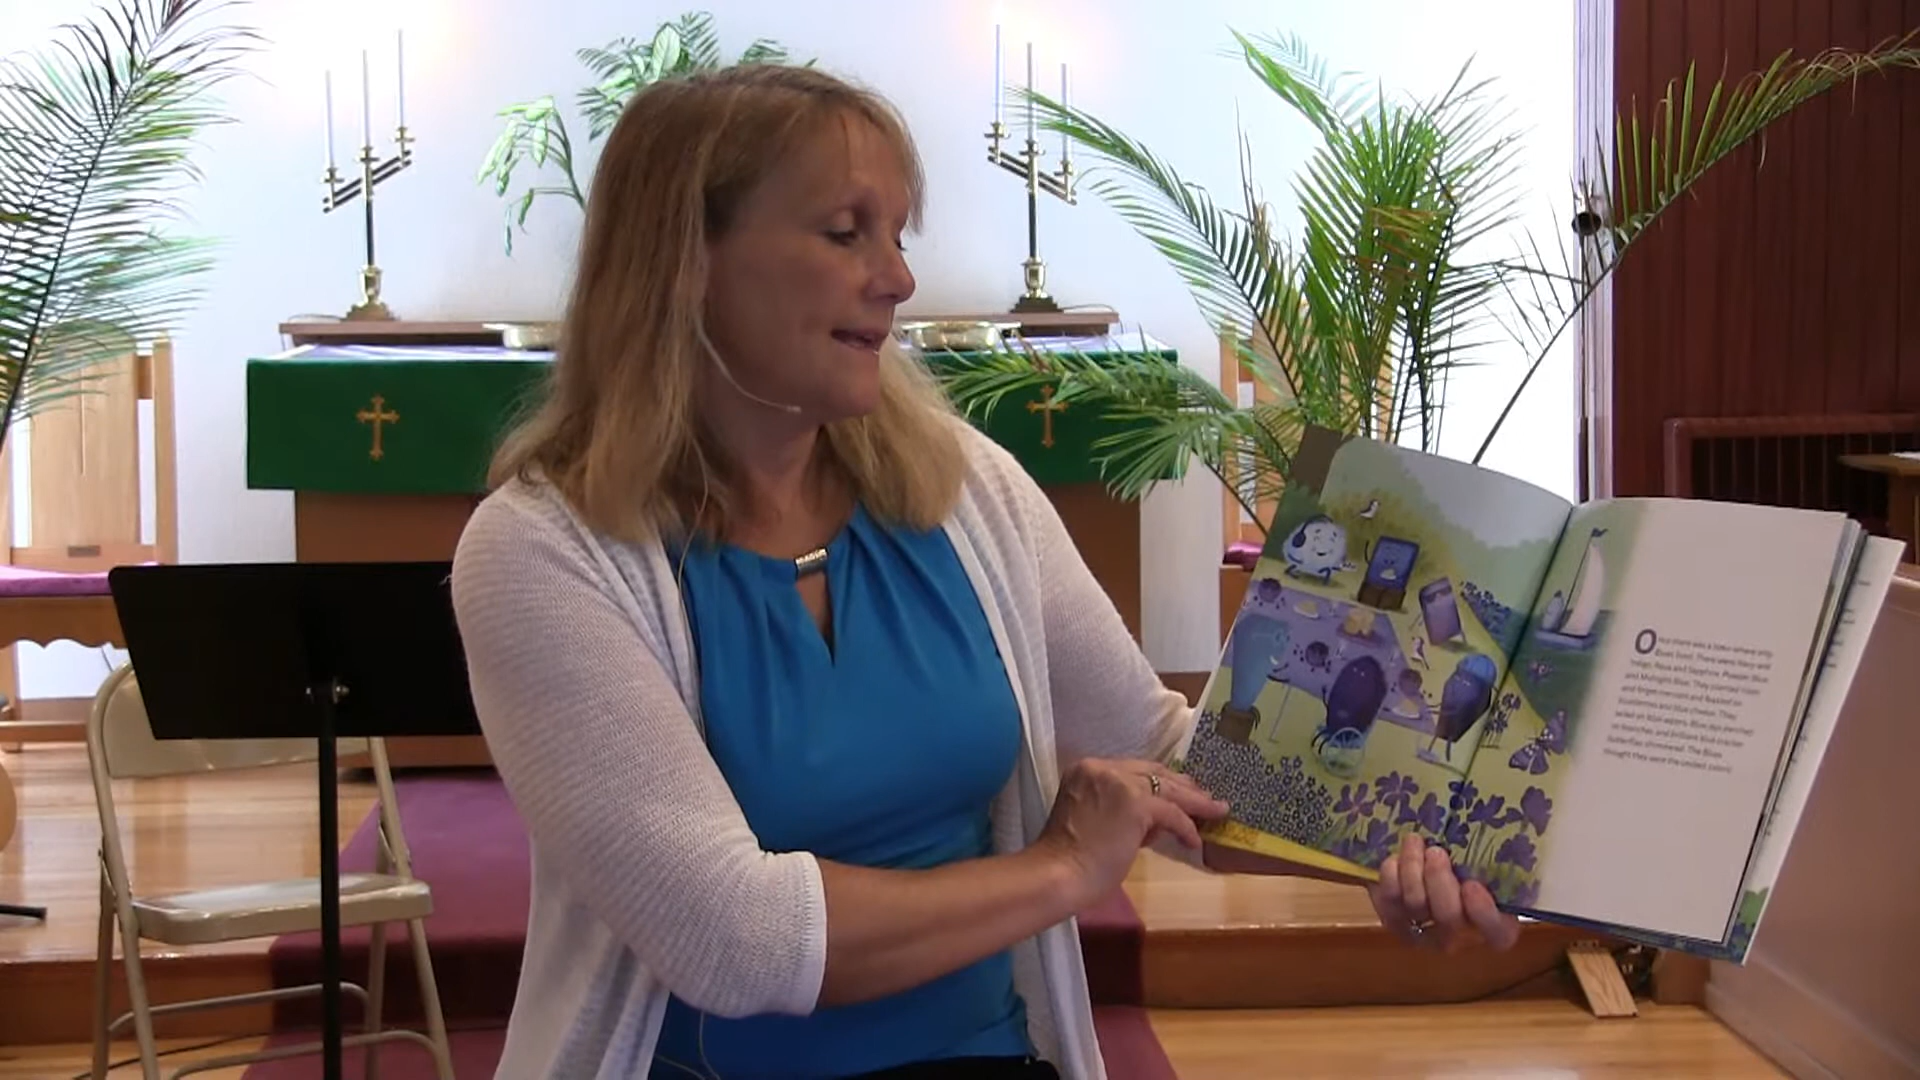 Once there was a town where only
Blues lived. There were Navy and
Indigo, Aqua and Sapphire, Powder Blue
and Midnight Blue. They planted violets
and forget-me-nots and feasted on
blueberries and blue cheese. They
sailed on blue waters. Blue jays perched
on branches, and brilliant blue
butterflies shimmered. The Blues
thought they were the coolest colors!